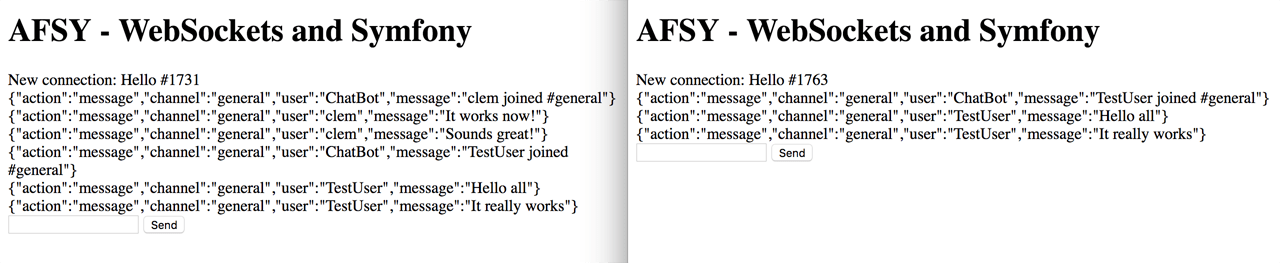 AFSY - WebSockets and Symfony
New connection: Hello #1731
{"action":"message","channel":"general","user":"ChatBot","message":"clem joined #general"}
{"action":"message","channel":"general","user":"clem","message":"It works now!"}
{"action":"message","channel":"general","user":"clem","message":"Sounds great!"}
{"action":"message","channel":"general","user":"ChatBot","message":"TestUser joined
#general"}
{"action":"message","channel":"general","user":"TestUser","message":"Hello all"}
{"action":"message","channel":"general","user":"TestUser","message":"It really works"}
Send
AFSY - WebSockets and Symfony
New connection: Hello #1763
{"action":"message","channel":"general","user":"ChatBot","message":"TestUser joined #general"}
{"action":"message","channel":"general","user":"TestUser","message":"Hello all"}
{"action":"message","channel":"general","user":"TestUser","message":"It really works"}
Send